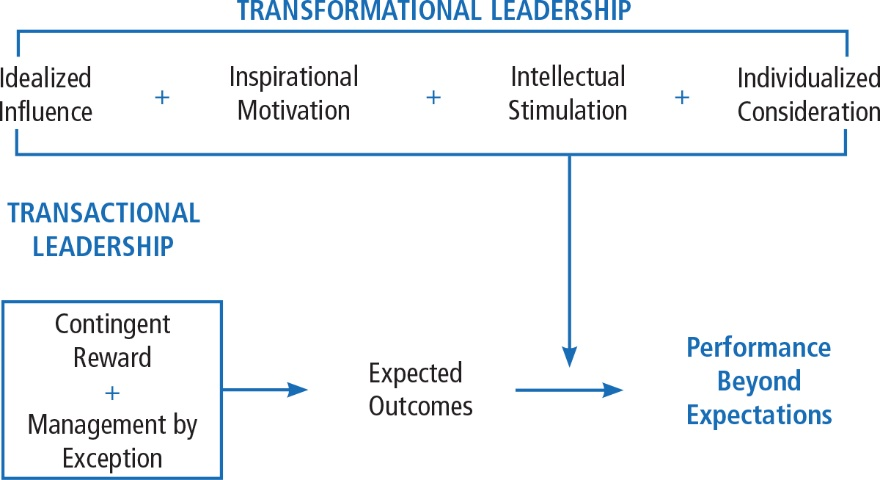 TRANSFORMATIONAL LEADERSHIP
Idealized
Influence
+
Inspirational
Motivation
+
Intellectual
Stimulation
+
Individualized
Consideration
TRANSACTIONAL
LEADERSHIP
Contingent
Reward
+
Management by
Exception
Expected
Outcomes
Performance
Beyond
Expectations